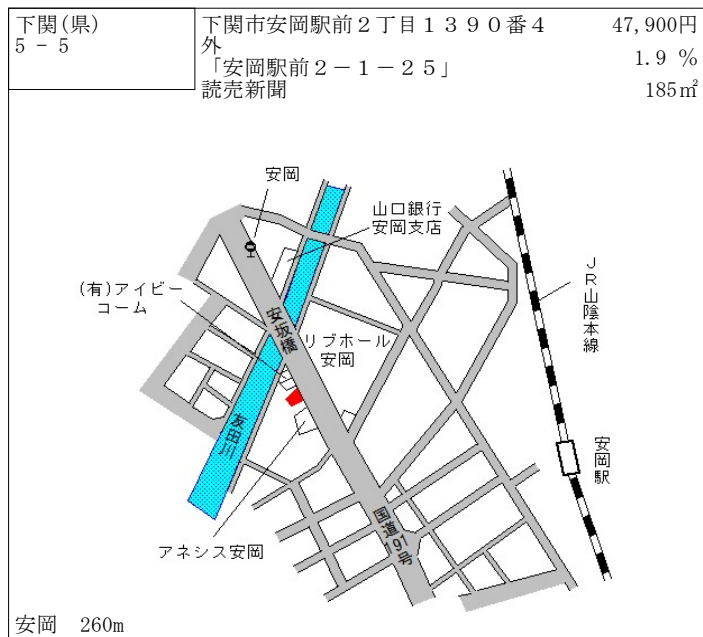 下関(県)
5 - 5
下関市安岡駅前２丁目１３９０番４
外
「安岡駅前２－１－２５」
読売新聞
47,900円
1.9 %
185㎡
安岡
山口銀行
安岡支店
(有)アイビー
コーム
安坂橋
リブホール
安岡
ＪＲ山陰本線
友田川
安岡駅
アネシス安岡
国道191号
安岡　260m